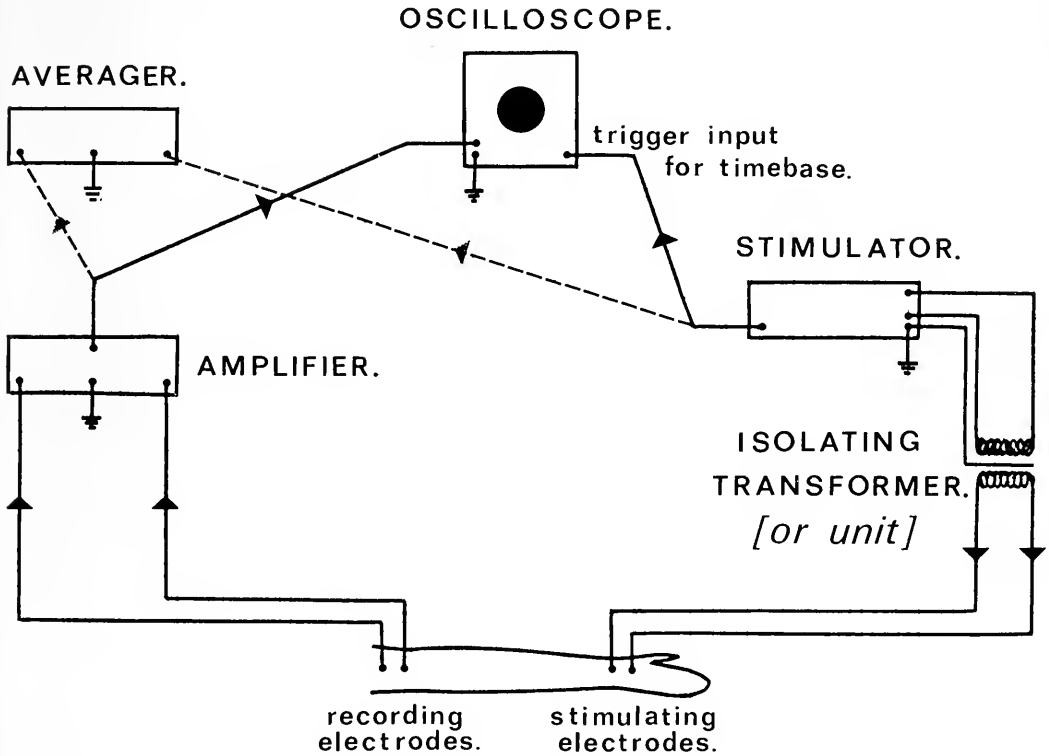 OSCILLOSCOPE.
AVERAGER.
trigger input
for timebase.
STIMULATOR.
AMPLIFIER.
ISOLATING
TRANSFORMER.
[or unit]
recording
electrodes.
stimulating
electrodes.